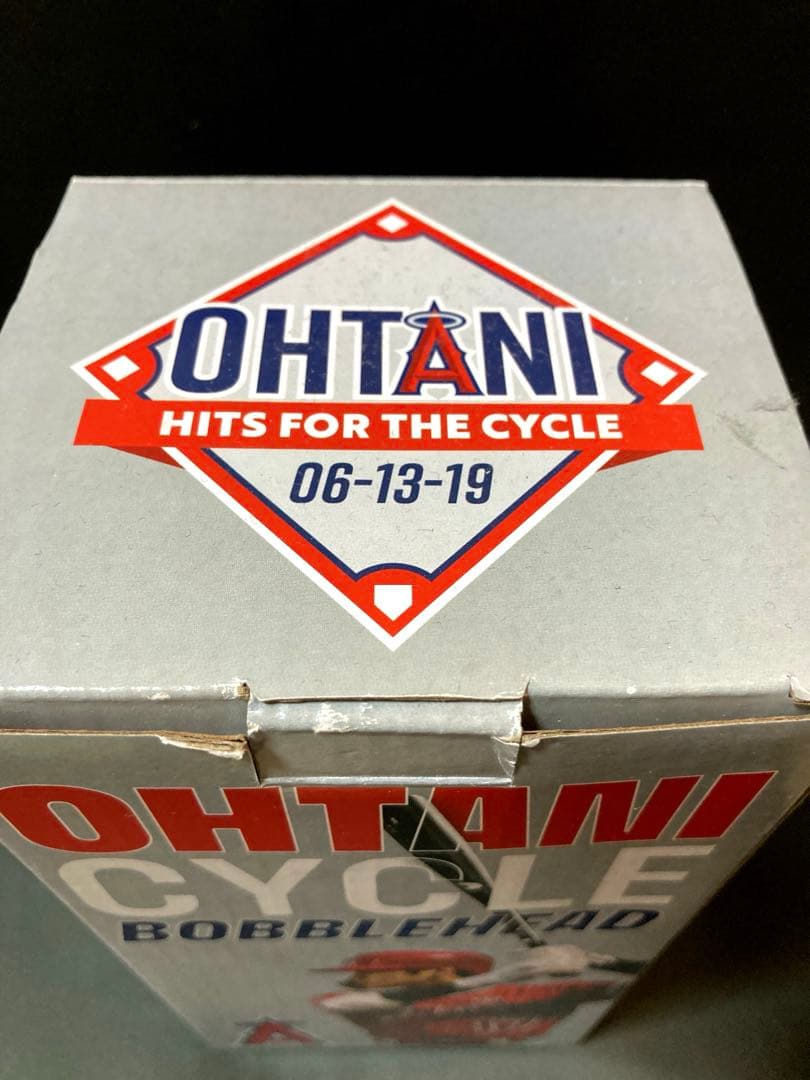 OHTANI
HITS FOR THE CYCLE
06-13-19
OHTANI
CYCLE
BOBBLEHEAD
A